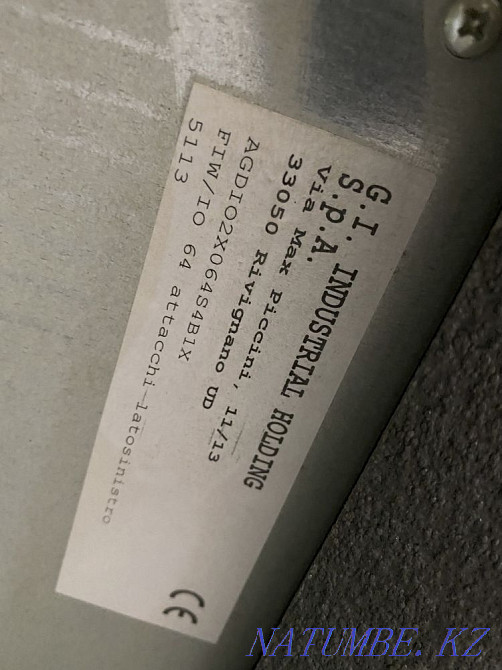 G.I. INDUSTRIAL HOLDING
S.P.A.
Via Max Piccini, 11/13
33050 Rivignano UD
AGDIO2X064S4B1X
FIW/IO 64 attacchi-latosinistro
5113
CE
NATUMBE.KZ